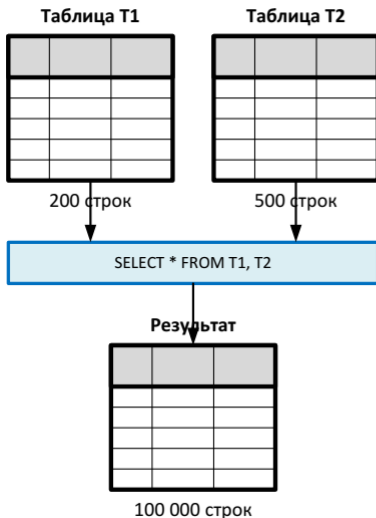 Таблица T1
Таблица T2
200 строк
500 строк
SELECT * FROM T1, T2
Результат
100 000 строк